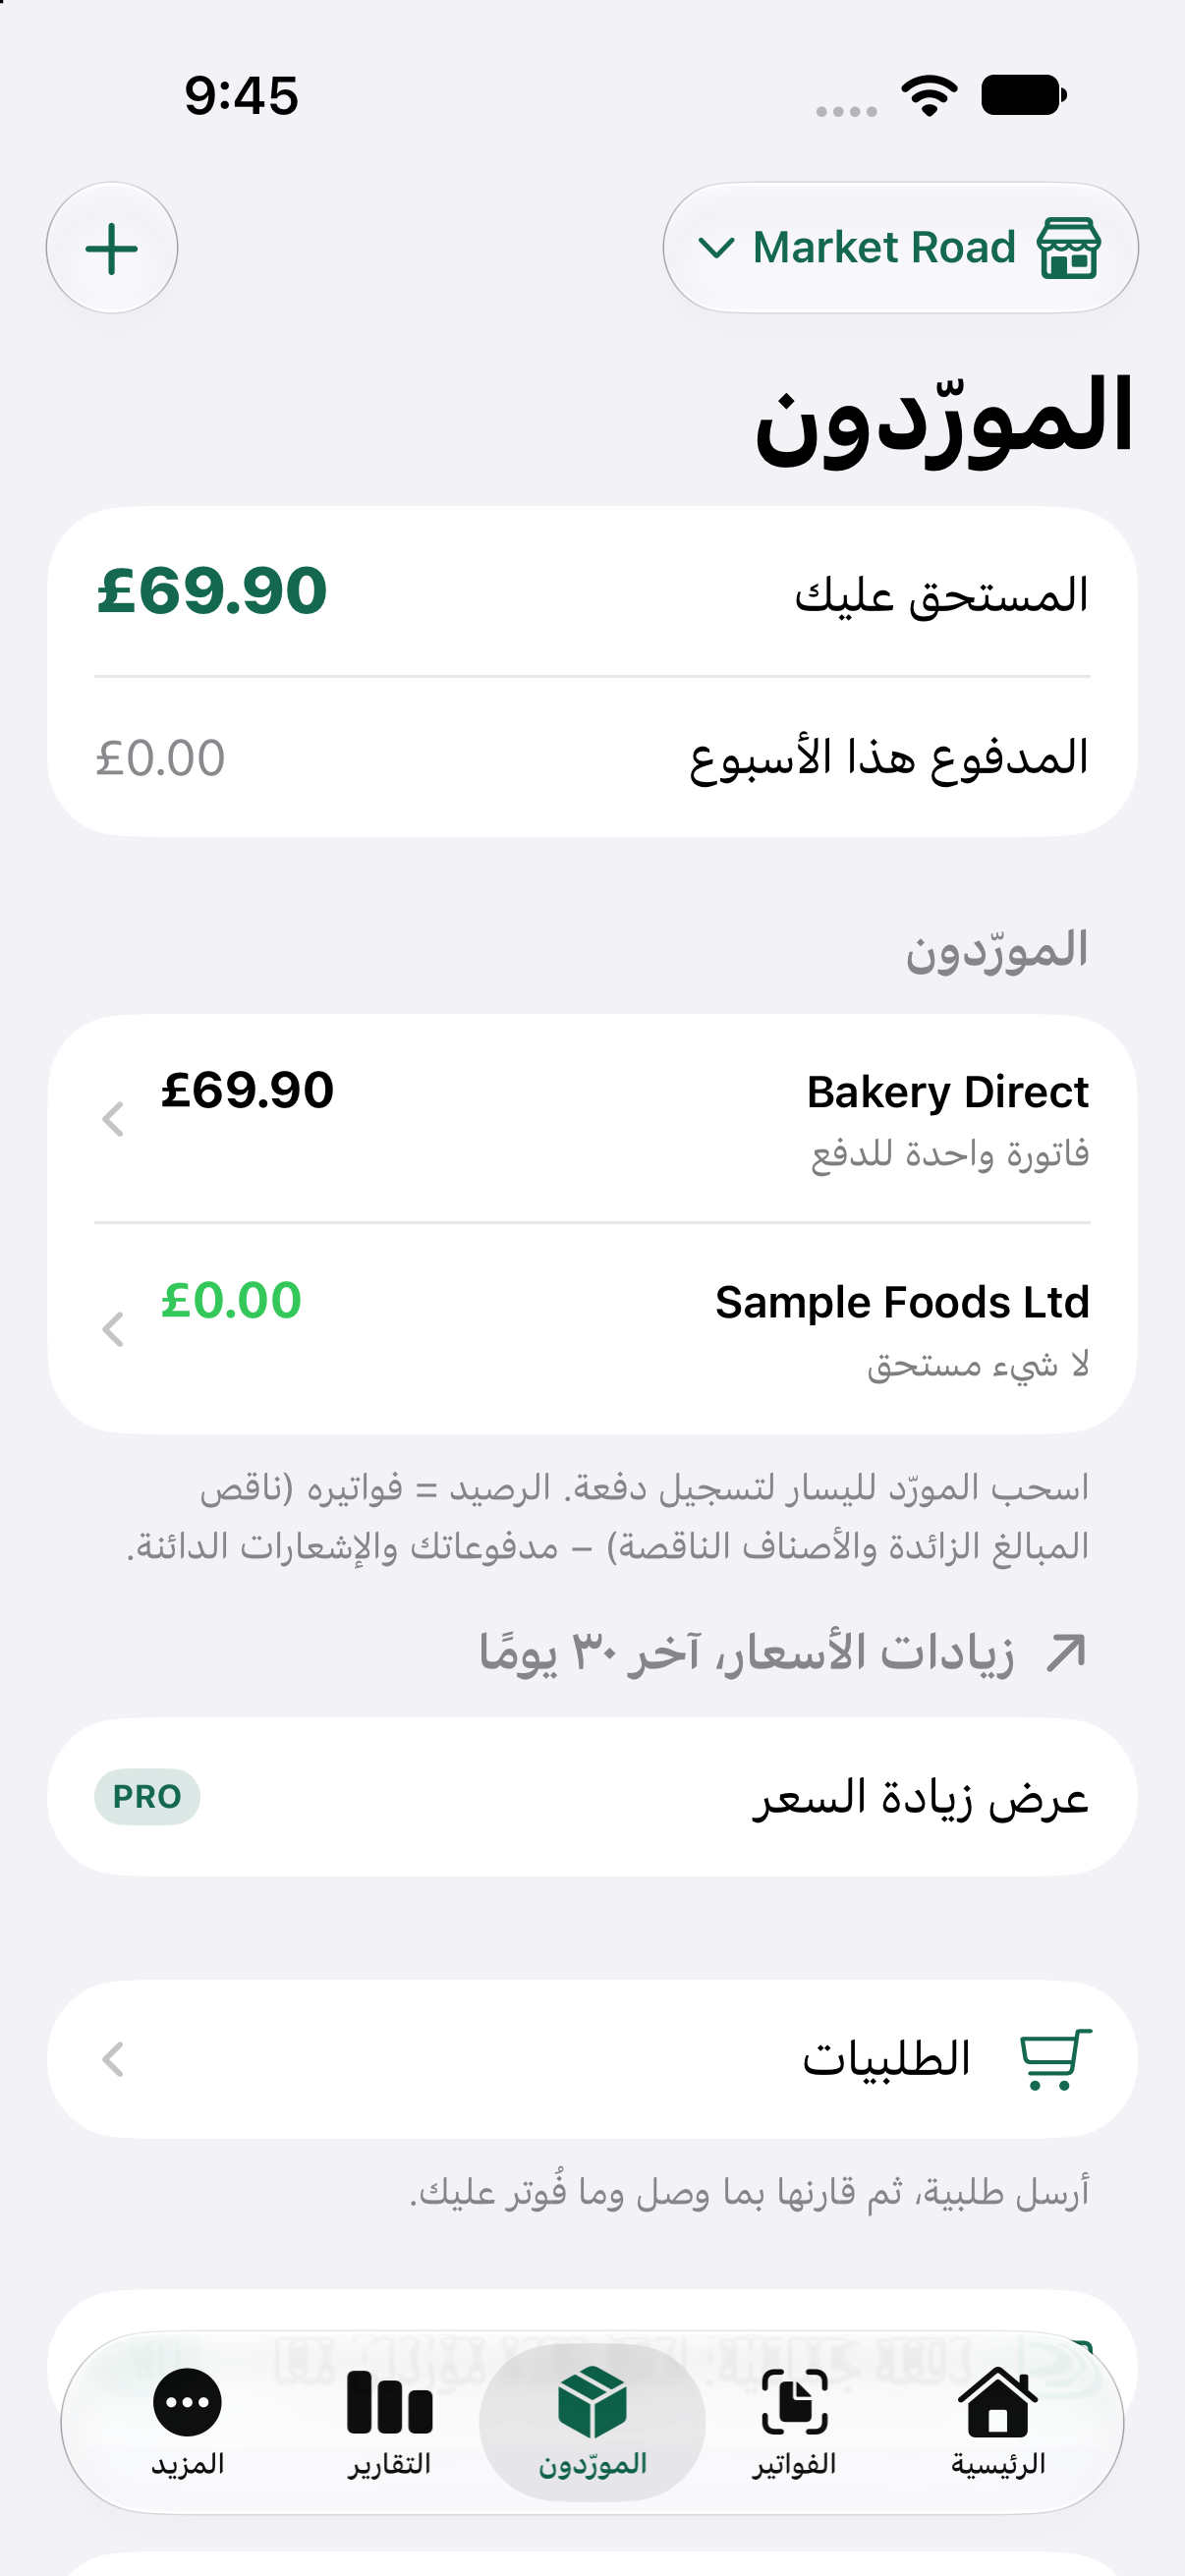 9:45
Market Road
المورّدون
المستحق عليك
£69.90
المدفوع هذا الأسبوع
£0.00
المورّدون
Bakery Direct
£69.90
فاتورة واحدة للدفع
Sample Foods Ltd
£0.00
لا شيء مستحق
اسحب المورّد لليسار لتسجيل دفعة. الرصيد = فواتيره (ناقص
المبالغ الزائدة والأصناف الناقصة) – مدفوعاتك والإشعارات الدائنة.
زيادات الأسعار، آخر ٣٠ يومًا
عرض زيادة السعر
PRO
الطلبيات
أرسل طلبية، ثم قارنها بما وصل وما فُوتر عليك.
الرئيسية
الفواتير
المورّدون
التقارير
المزيد